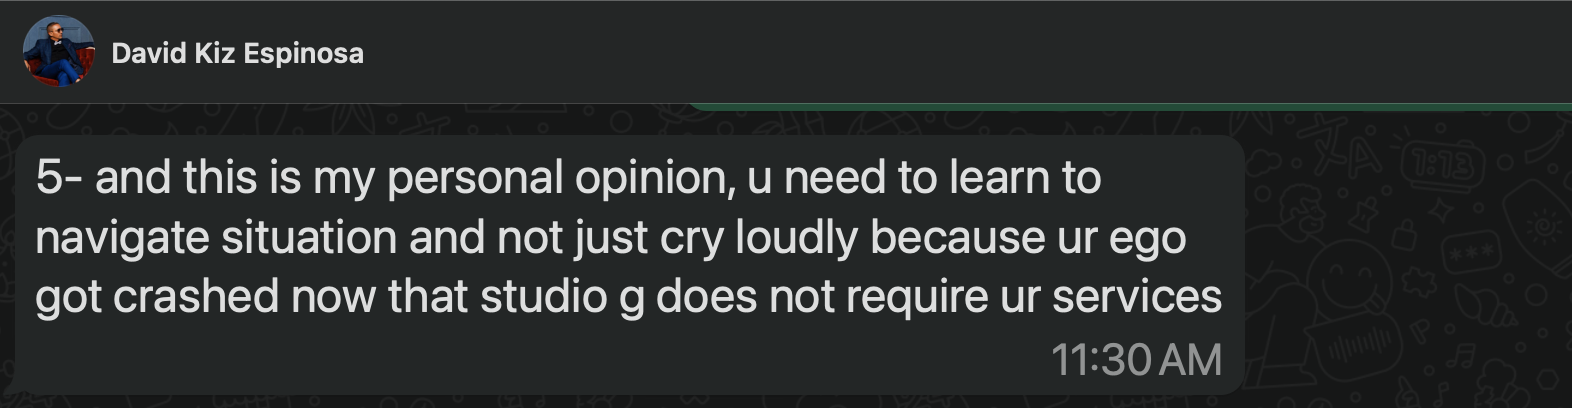 David Kiz Espinosa
5- and this is my personal opinion, u need to learn to
navigate situation and not just cry loudly because ur ego
got crashed now that studio g does not require ur services
11:30 AM